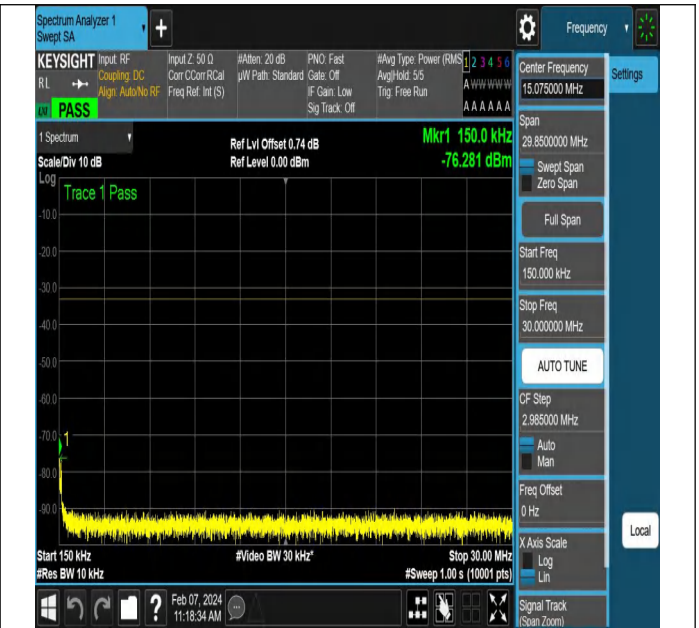 Spectrum Analyzer 1
Swept SA
+
Frequency
KEYSIGHT
RL
PASS
Input: RF
Coupling: DC
Align: Auto/No RF
Input Z: 50 Ω
Corr CCorr RCal
Freq Ref: Int (S)
#Atten: 20 dB
µW Path: Standard
PNO: Fast
Gate: Off
IF Gain: Low
Sig Track: Off
#Avg Type: Power (RMS
Avg|Hold: 5/5
Trig: Free Run
1 2 3 4 5 6
A W W W W W
A A A A A A
1 Spectrum
Scale/Div 10 dB
Ref Lvl Offset 0.74 dB
Ref Level 0.00 dBm
Mkr1 150.0 kHz
-76.281 dBm
Log
Trace 1 Pass
-10.0
-20.0
-30.0
-40.0
-50.0
-60.0
-70.0
1
-80.0
-90.0
Start 150 kHz
#Video BW 30 kHz*
Stop 30.00 MHz
#Res BW 10 kHz
#Sweep 1.00 s (10001 pts)
?
Feb 07, 2024
11:18:34 AM
Center Frequency
15.075000 MHz
Settings
Span
29.8500000 MHz
Swept Span
Zero Span
Full Span
Start Freq
150.000 kHz
Stop Freq
30.000000 MHz
AUTO TUNE
CF Step
2.985000 MHz
Auto
Man
Freq Offset
0 Hz
X Axis Scale
Log
Lin
Local
Signal Track
(Span Zoom)